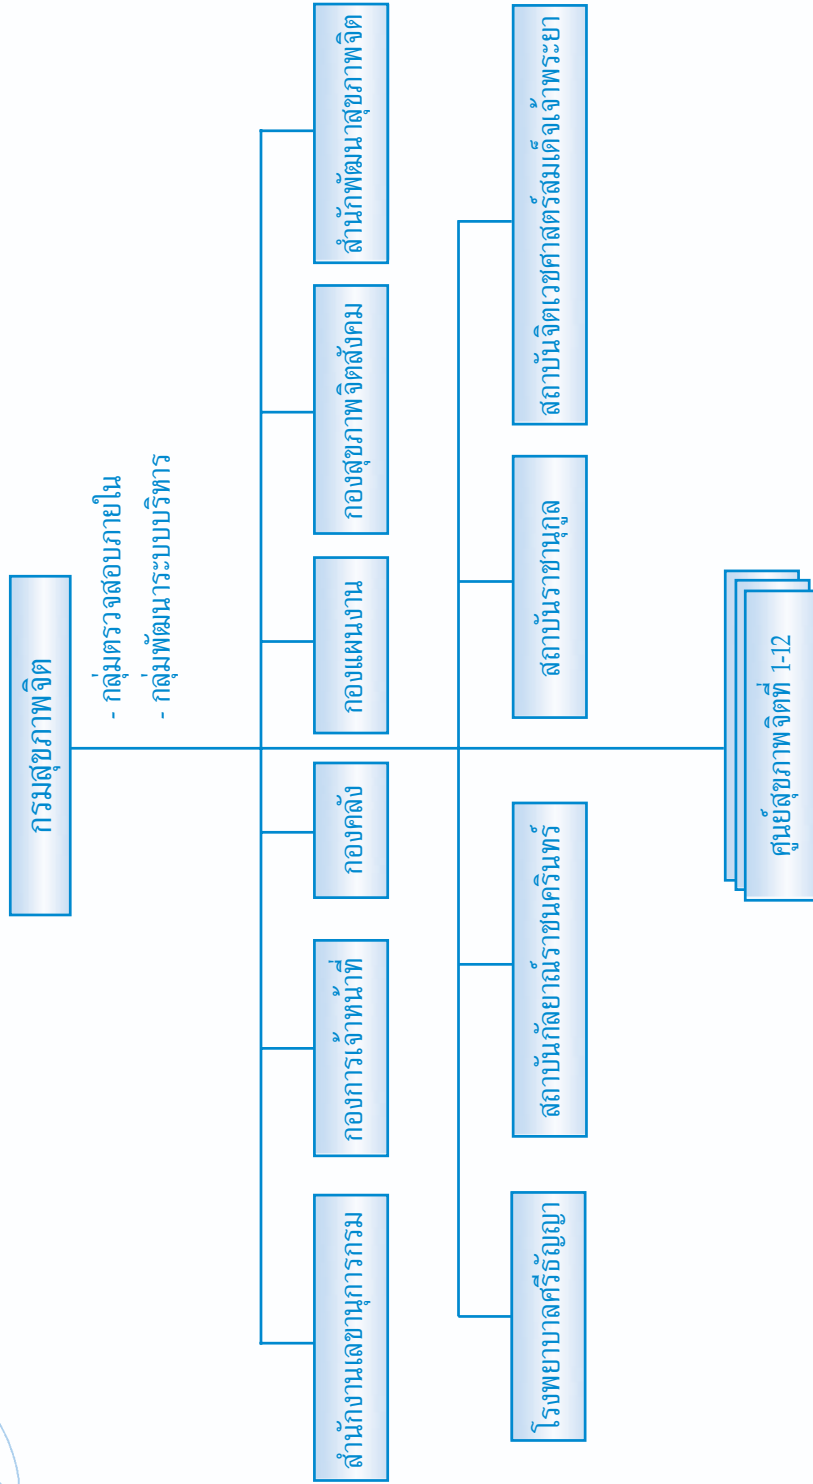 กรมสุขภาพจิต
- กลุ่มตรวจสอบภายใน
- กลุ่มพัฒนาระบบบริหาร
สำนักงานเลขานุการกรม
กองการเจ้าหน้าที่
กองคลัง
กองแผนงาน
กองสุขภาพจิตสังคม
สำนักพัฒนาสุขภาพจิต
โรงพยาบาลศรีธัญญา
สถาบันกัลยาณ์ราชนครินทร์
สถาบันราชานุกูล
สถาบันจิตเวชศาสตร์สมเด็จเจ้าพระยา
ศูนย์สุขภาพจิตที่ 1-12